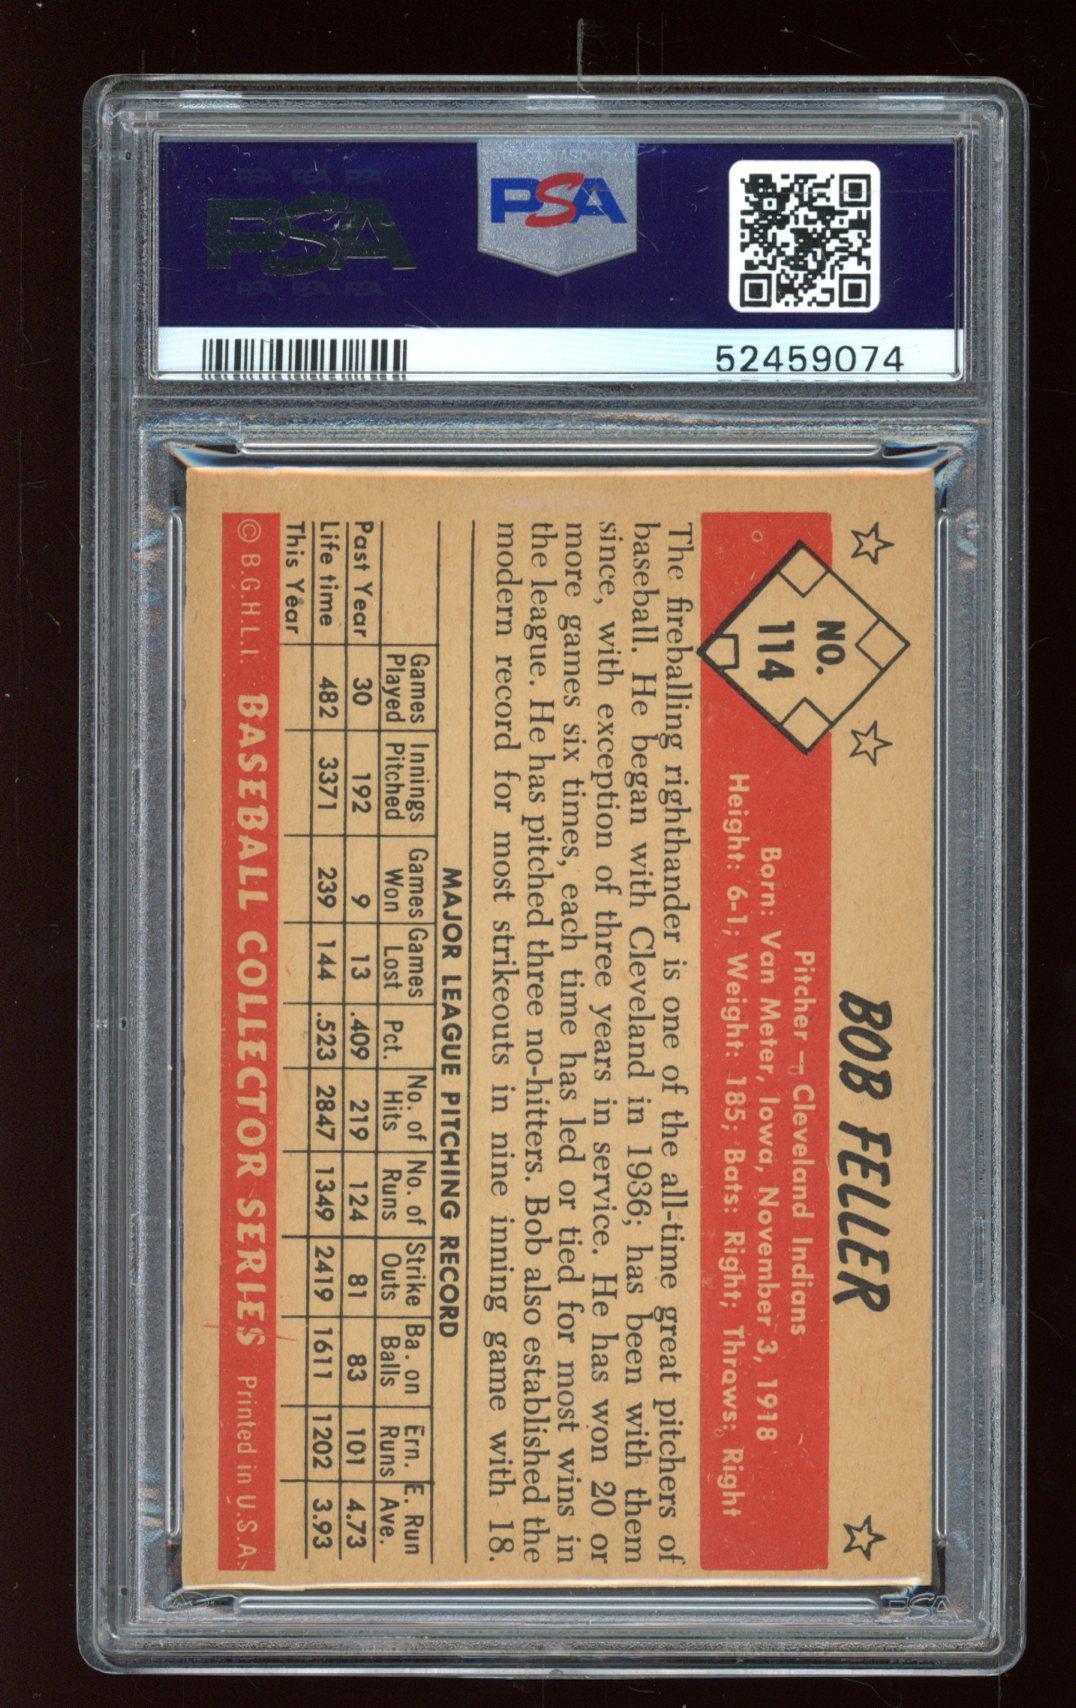 PSA
PSA
52459074
BOB FELLER
NO.
114
Pitcher — Cleveland Indians
Born: Van Meter, Iowa, November 3, 1918
Height: 6-1; Weight: 185; Bats: Right; Throws: Right
The fireballing righthander is one of the all-time great pitchers of
baseball. He began with Cleveland in 1936; has been with them
since, with exception of three years in service. He has won 20 or
more games six times, each time has led or tied for most wins in
the league. He has pitched three no-hitters. Bob also established the
modern record for most strikeouts in nine inning game with 18.
MAJOR LEAGUE PITCHING RECORD
Games Innings Games Games No. of No. of Strike Ba. on Ern. E. Run
Played Pitched Won Lost Pct. Hits Runs Outs Balls Runs Ave.
Past Year 30 192 9 13 .409 219 124 81 83 101 4.73
Life time 482 3371 239 144 .523 2847 1349 2419 1611 1202 3.93
This Year
© B.G.H.L.I. BASEBALL COLLECTOR SERIES Printed in U.S.A.
PSA